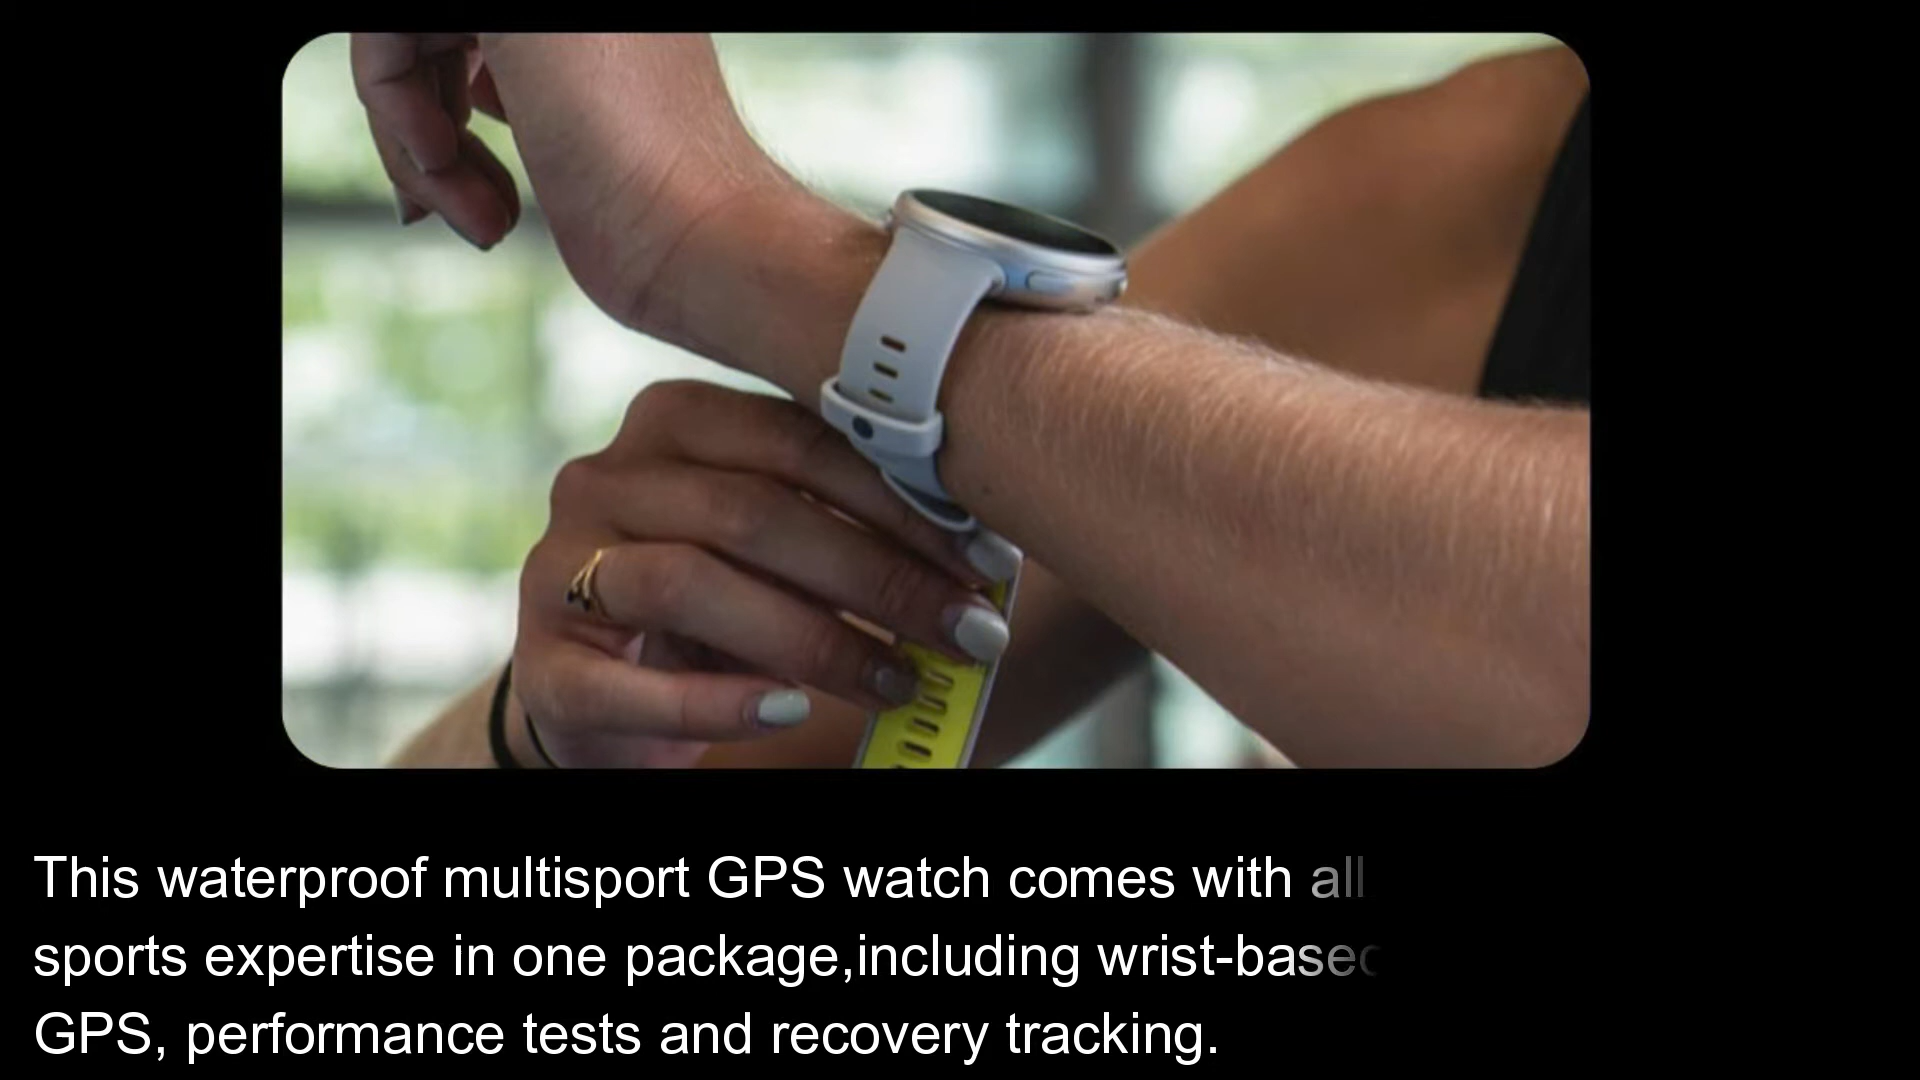 This waterproof multisport GPS watch comes with all
sports expertise in one package,including wrist-based
GPS, performance tests and recovery tracking.